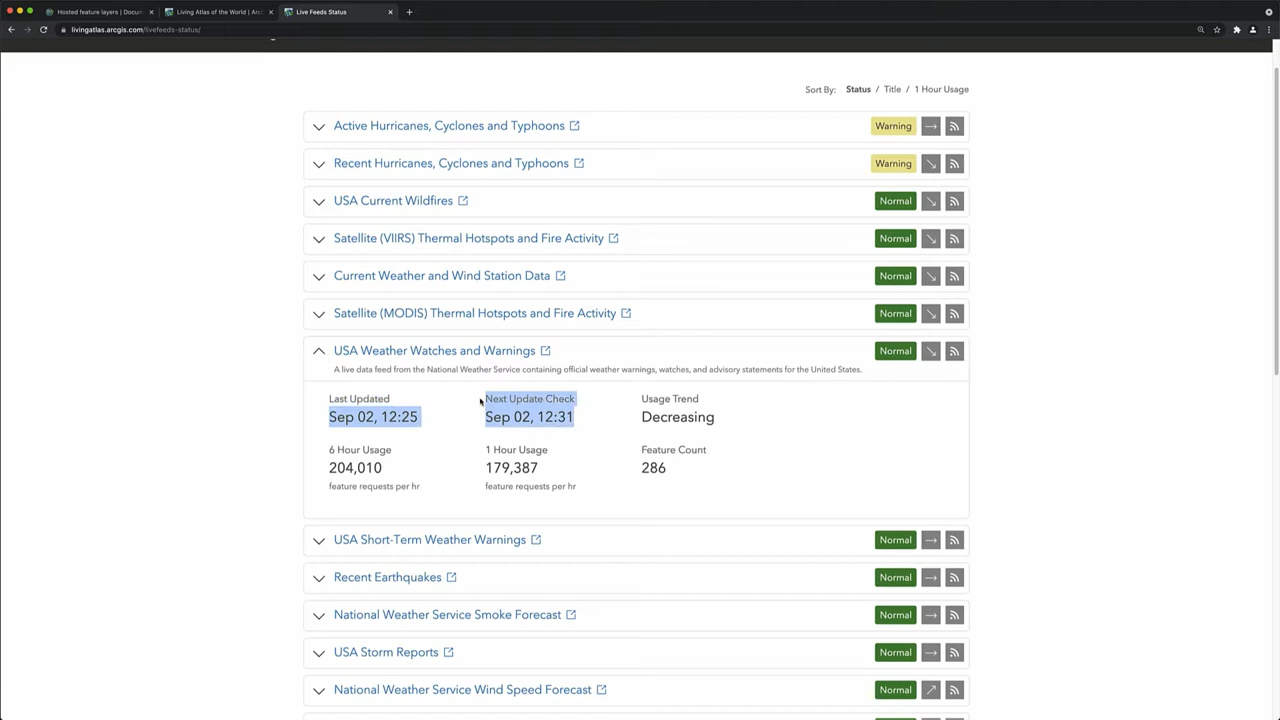 Hosted feature layers | Docum
Living Atlas of the World | Arc
Live Feeds Status
livingatlas.arcgis.com/livefeeds-status/
Sort By: Status / Title / 1 Hour Usage
Active Hurricanes, Cyclones and Typhoons Warning
Recent Hurricanes, Cyclones and Typhoons Warning
USA Current Wildfires Normal
Satellite (VIIRS) Thermal Hotspots and Fire Activity Normal
Current Weather and Wind Station Data Normal
Satellite (MODIS) Thermal Hotspots and Fire Activity Normal
USA Weather Watches and Warnings Normal
A live data feed from the National Weather Service containing official weather warnings, watches, and advisory statements for the United States.
Last Updated Next Update Check Usage Trend
Sep 02, 12:25 Sep 02, 12:31 Decreasing
6 Hour Usage 1 Hour Usage Feature Count
204,010 179,387 286
feature requests per hr feature requests per hr
USA Short-Term Weather Warnings Normal
Recent Earthquakes Normal
National Weather Service Smoke Forecast Normal
USA Storm Reports Normal
National Weather Service Wind Speed Forecast Normal